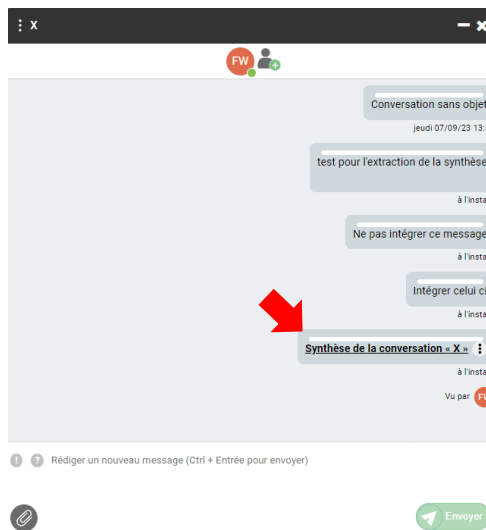 X
FW
Conversation sans objet
jeudi 07/09/23 13:
test pour l'extraction de la synthèse
à l'insta
Ne pas intégrer ce message
à l'insta
Intégrer celui ci
à l'insta
Synthèse de la conversation « X »
à l'insta
Vu par FW
! ? Rédiger un nouveau message (Ctrl + Entrée pour envoyer)
Envoyer